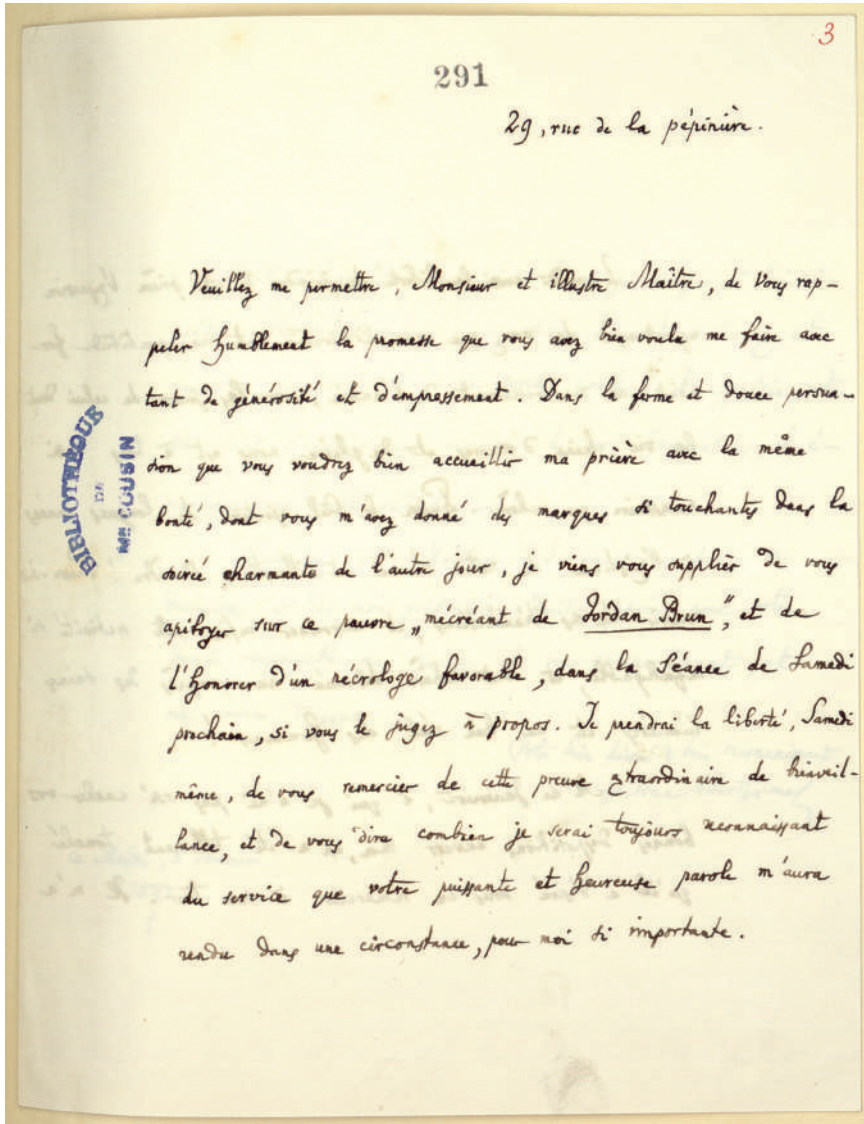 3
291
29, rue de la pépinière.
Veuillez me permettre, Monsieur et illustre Maître, de Vous rap-
peler humblement la promesse que vous avez bien voulu me faire avec
tant de générosité et d'empressement. Dans la ferme et douce persua-
sion que vous voudrez bien accueillir ma prière avec la même
bonté, dont vous m'avez donné des marques si touchantes dans la
soirée charmante de l'autre jour, je viens vous supplier de vous
apitoyer sur ce pauvre „mécréant de Jordan Brun", et de
l'honorer d'un nécrologe favorable, dans la Séance de Samedi
prochain, si vous le jugez à propos. Je prendrai la liberté, Samedi
même, de vous remercier de cette preuve extraordinaire de bienveil-
lance, et de vous dire combien je serai toujours reconnaissant
du service que votre puissante et heureuse parole m'aura
rendu dans une circonstance, pour moi si importante.
BIBLIOTHÈQUE
DE
MR COUSIN